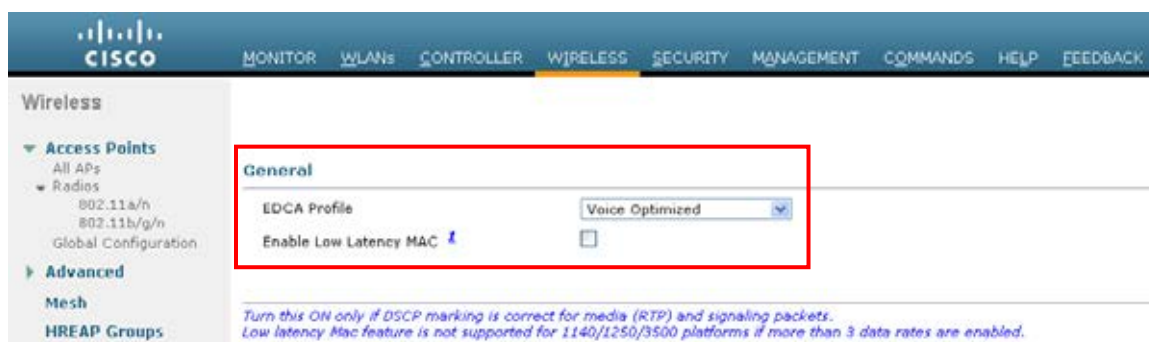 CISCO
MONITOR WLANs CONTROLLER WIRELESS SECURITY MANAGEMENT COMMANDS HELP FEEDBACK
Wireless
Access Points
All APs
Radios
802.11a/n
802.11b/g/n
Global Configuration
Advanced
Mesh
HREAP Groups
General
EDCA Profile Voice Optimized
Enable Low Latency MAC 1
Turn this ON only if DSCP marking is correct for media (RTP) and signaling packets.
Low latency Mac feature is not supported for 1140/1250/3500 platforms if more than 3 data rates are enabled.